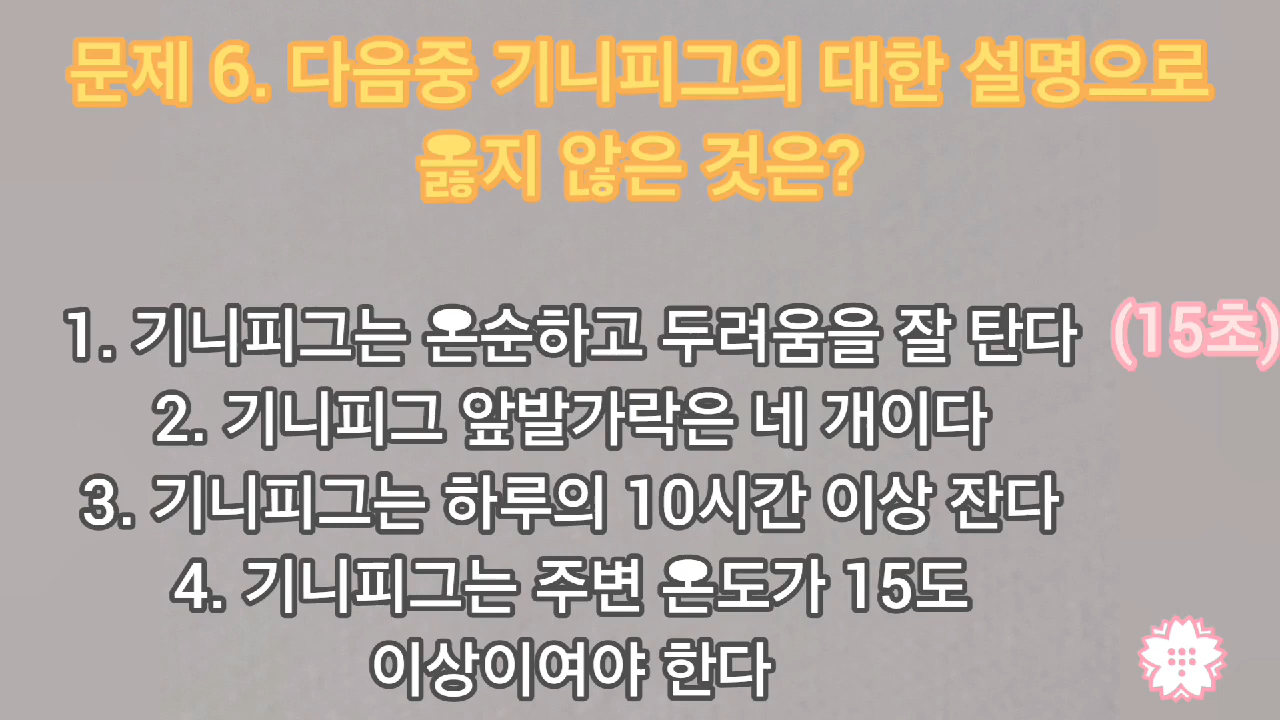 문제 6. 다음중 기니피그의 대한 설명으로
옳지 않은 것은?
1. 기니피그는 온순하고 두려움을 잘 탄다 (15초)
2. 기니피그 앞발가락은 네 개이다
3. 기니피그는 하루의 10시간 이상 잔다
4. 기니피그는 주변 온도가 15도
이상이여야 한다